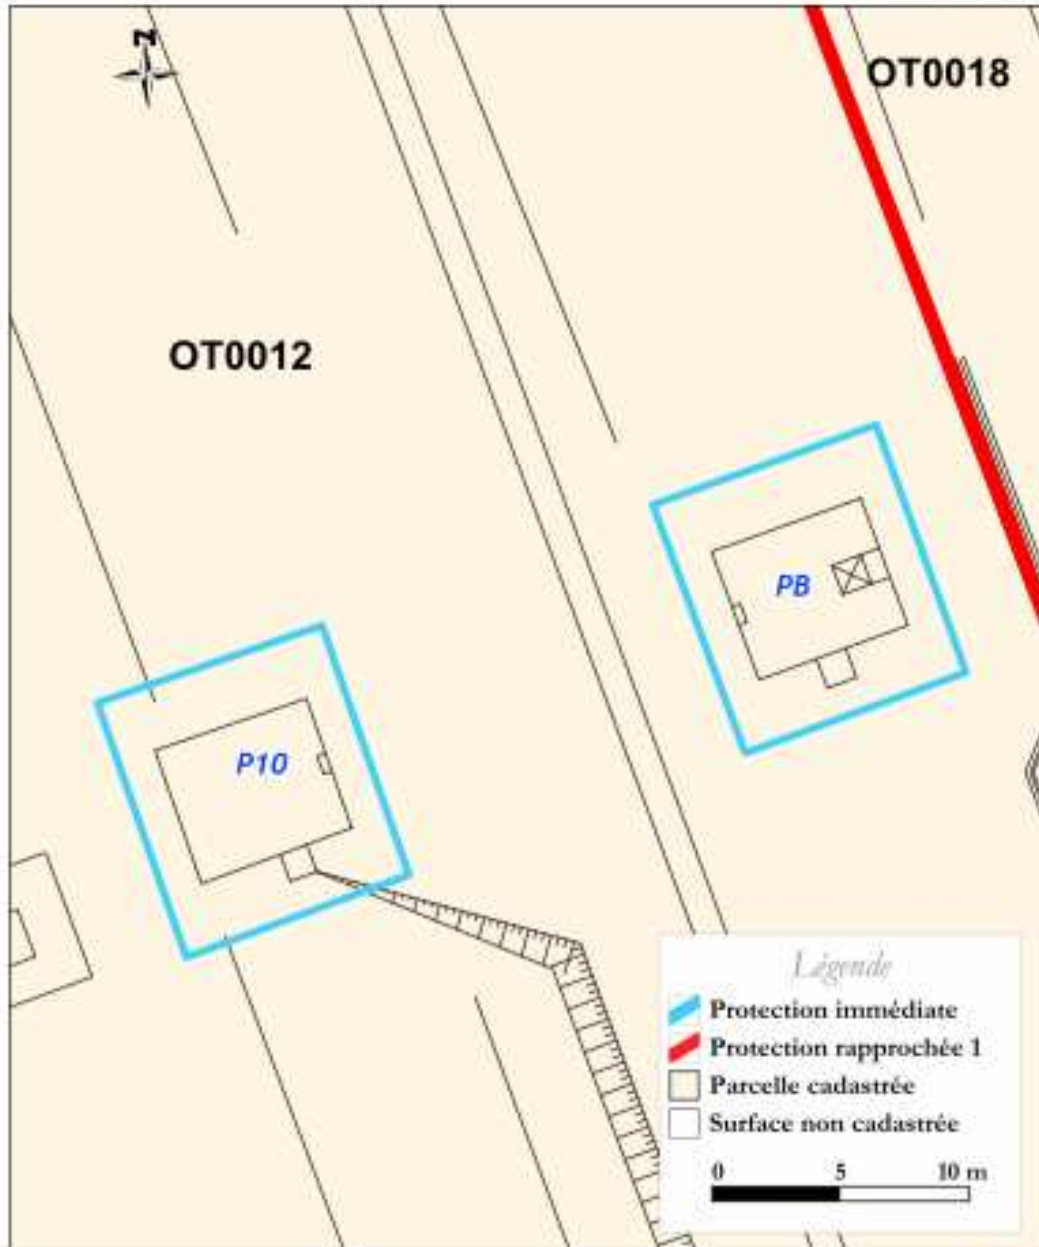 N
OT0018
OT0012
PB
P10
Légende
Protection immédiate
Protection rapprochée 1
Parcelle cadastrée
Surface non cadastrée
0 5 10 m